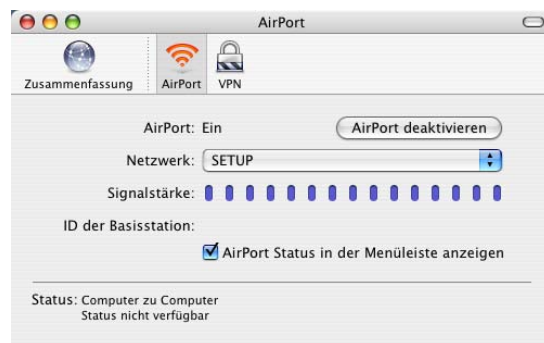 AirPort
Zusammenfassung
AirPort
VPN
AirPort: Ein
AirPort deaktivieren
Netzwerk: SETUP
Signalstärke:
ID der Basisstation:
AirPort Status in der Menüleiste anzeigen
Status: Computer zu Computer
Status nicht verfügbar